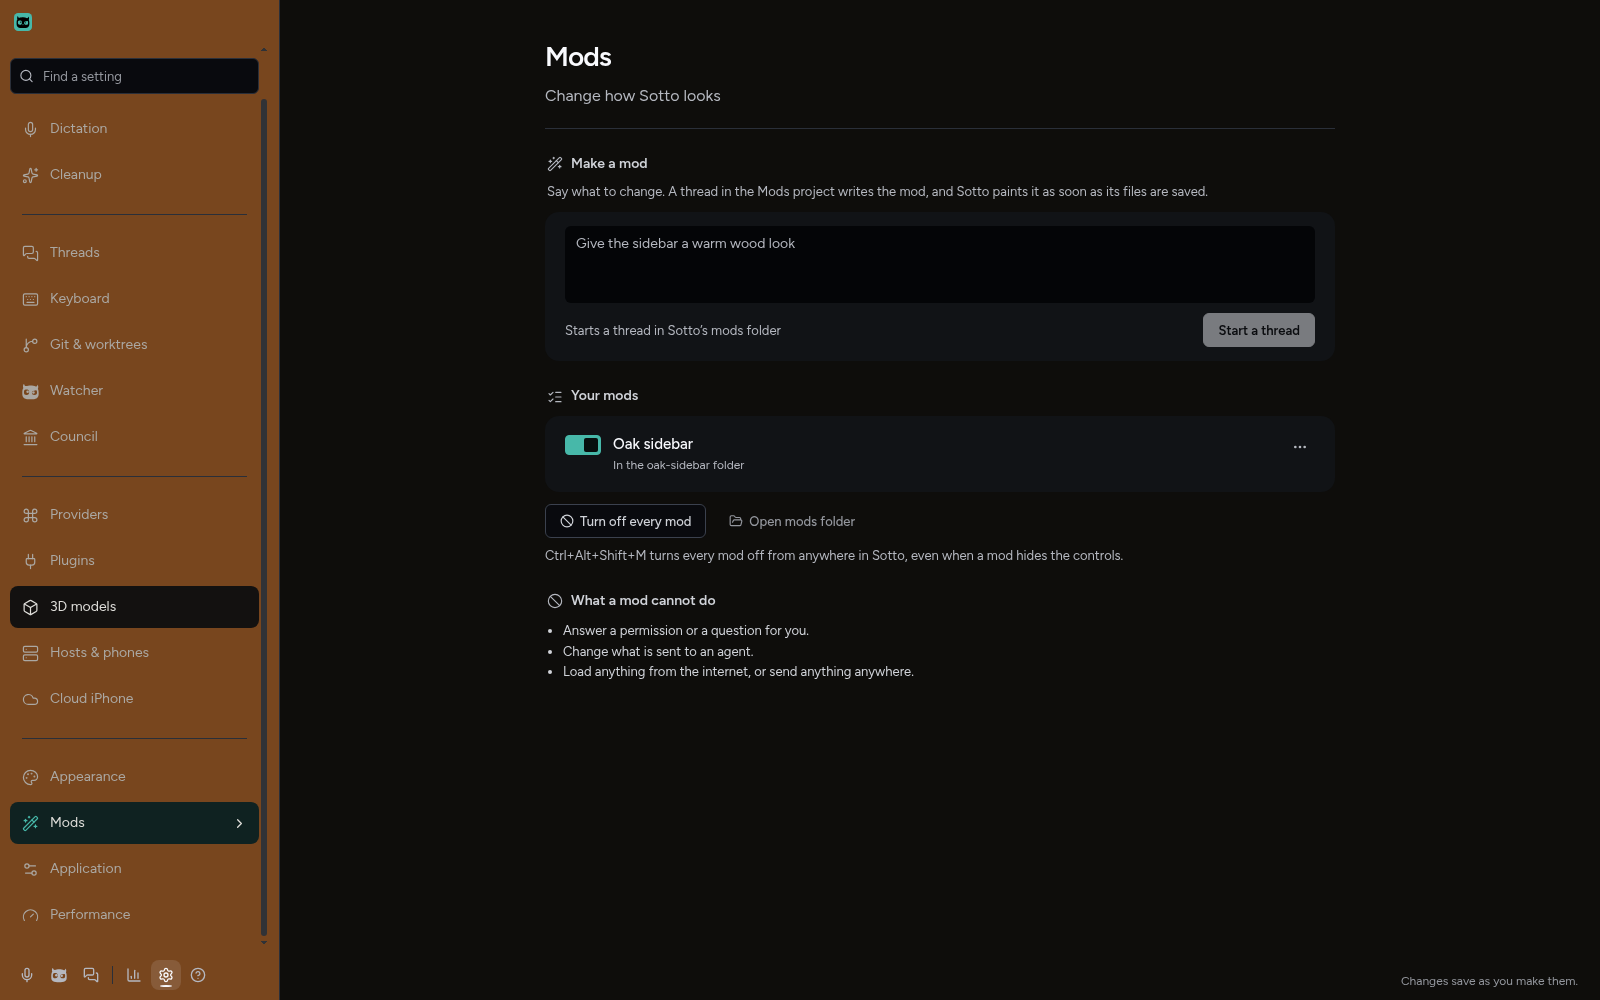 Find a setting
Dictation
Cleanup
Threads
Keyboard
Git & worktrees
Watcher
Council
Providers
Plugins
3D models
Hosts & phones
Cloud iPhone
Appearance
Mods
Application
Performance
Mods
Change how Sotto looks
Make a mod
Say what to change. A thread in the Mods project writes the mod, and Sotto paints it as soon as its files are saved.
Give the sidebar a warm wood look
Starts a thread in Sotto’s mods folder
Start a thread
Your mods
Oak sidebar
In the oak-sidebar folder
Turn off every mod
Open mods folder
Ctrl+Alt+Shift+M turns every mod off from anywhere in Sotto, even when a mod hides the controls.
What a mod cannot do
• Answer a permission or a question for you.
• Change what is sent to an agent.
• Load anything from the internet, or send anything anywhere.
Changes save as you make them.